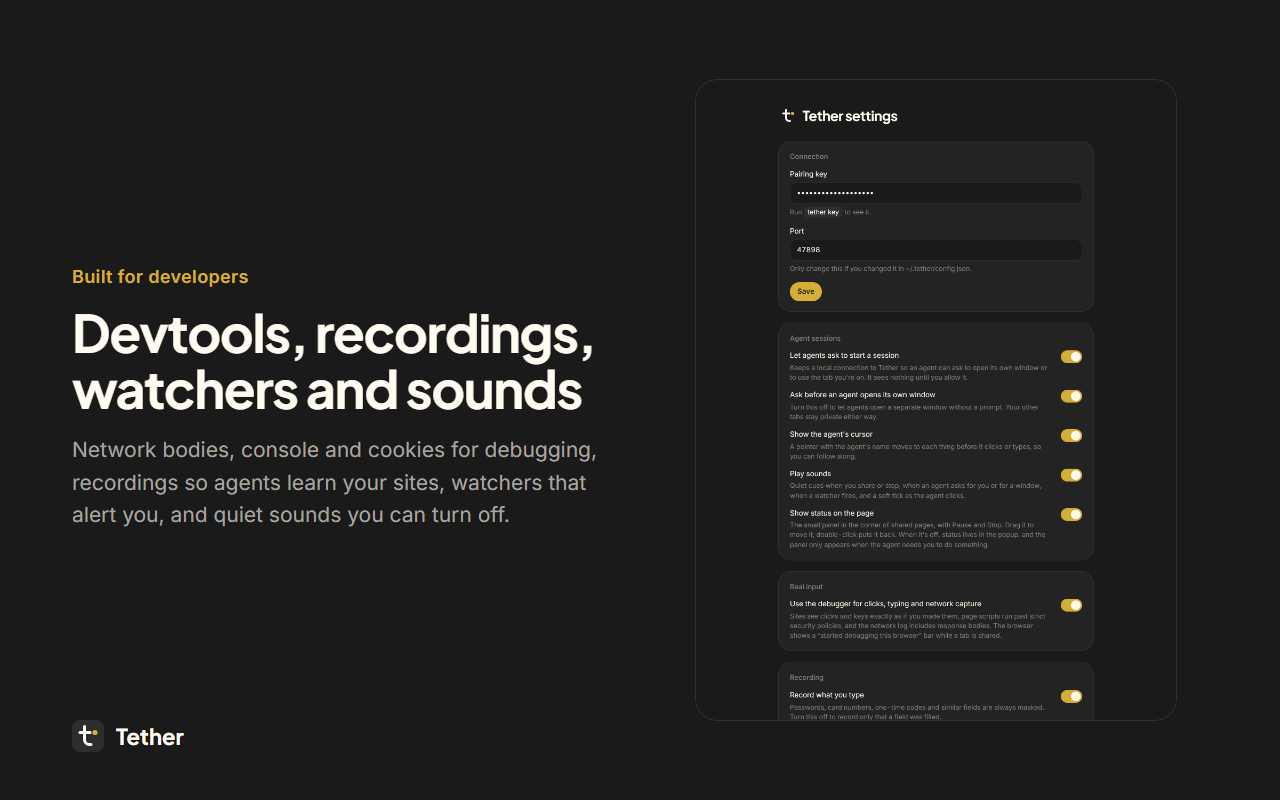 Built for developers
Devtools, recordings,
watchers and sounds
Network bodies, console and cookies for debugging,
recordings so agents learn your sites, watchers that
alert you, and quiet sounds you can turn off.
Tether
Tether settings
Connection
Pairing key
•••••••••••••••••••
Run tether key to see it.
Port
47898
Only change this if you changed it in ~/.tether/config.json.
Save
Agent sessions
Let agents ask to start a session
Keeps a local connection to Tether so an agent can ask to open its own window or
to use the tab you're on. It sees nothing until you allow it.
Ask before an agent opens its own window
Turn this off to let agents open a separate window without a prompt. Your other
tabs stay private either way.
Show the agent's cursor
A pointer with the agent's name moves to each thing before it clicks or types, so
you can follow along.
Play sounds
Quiet cues when you share or stop, when an agent asks for you or for a window,
when a watcher fires, and a soft tick as the agent clicks.
Show status on the page
The small panel in the corner of shared pages, with Pause and Stop. Drag it to
move it; double-click puts it back. When it's off, status lives in the popup, and the
panel only appears when the agent needs you to do something.
Real input
Use the debugger for clicks, typing and network capture
Sites see clicks and keys exactly as if you made them, page scripts run past strict
security policies, and the network log includes response bodies. The browser
shows a "started debugging this browser" bar while a tab is shared.
Recording
Record what you type
Passwords, card numbers, one-time codes and similar fields are always masked.
Turn this off to record only that a field was filled.